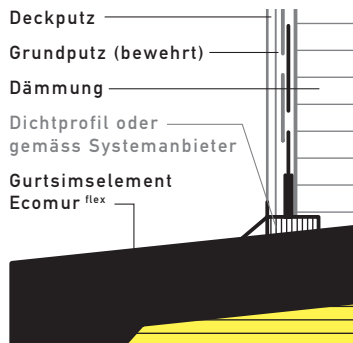 Deckputz
Grundputz (bewehrt)
Dämmung
Dichtprofil oder
gemäss Systemanbieter
Gurtsimselement
Ecomur flex